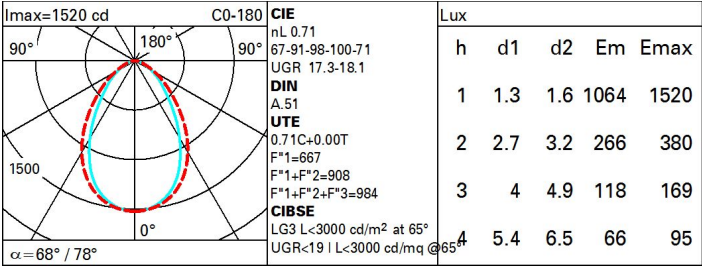 Imax=1520 cd C0-180
90° 180° 90°
1500
0°
α=68° / 78°
CIE
nL 0.71
67-91-98-100-71
UGR 17.3-18.1
DIN
A.51
UTE
0.71C+0.00T
F"1=667
F"1+F"2=908
F"1+F"2+F"3=984
CIBSE
LG3 L<3000 cd/m² at 65°
UGR<19 | L<3000 cd/mq @65°
Lux
h d1 d2 Em Emax
1 1.3 1.6 1064 1520
2 2.7 3.2 266 380
3 4 4.9 118 169
4 5.4 6.5 66 95